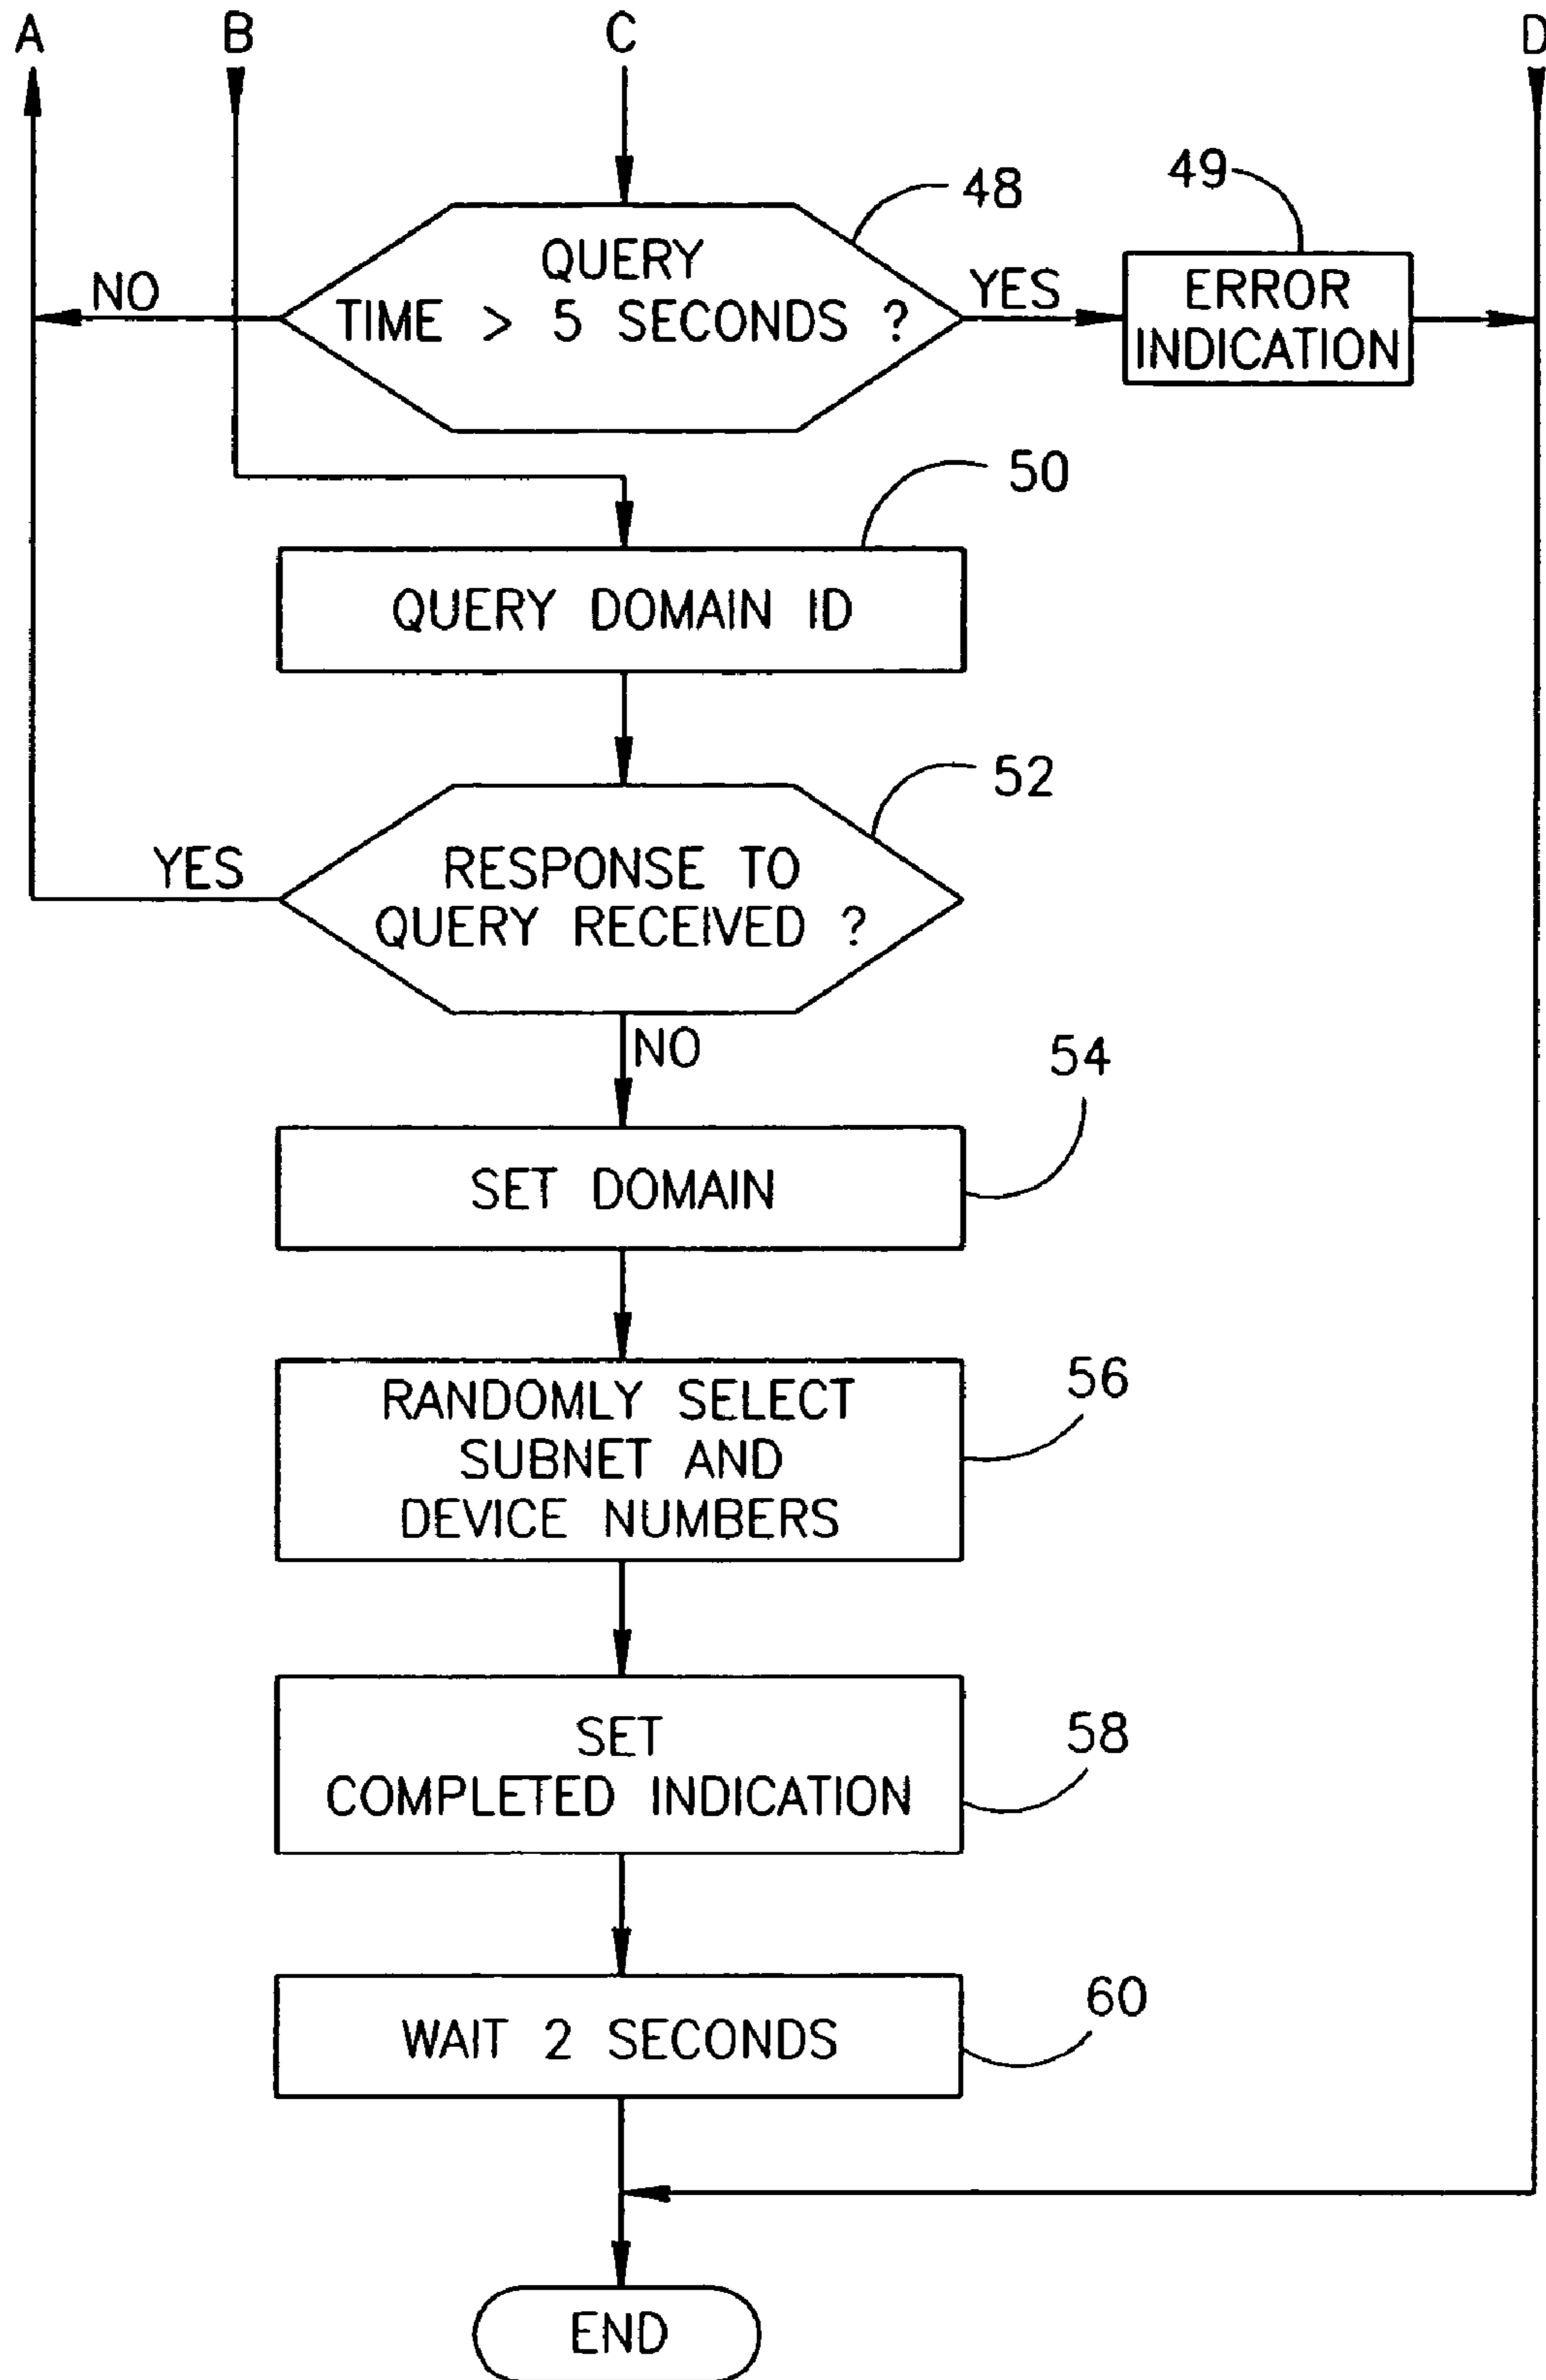 A
B
C
D
48
49
QUERY
TIME > 5 SECONDS ?
NO
YES
ERROR
INDICATION
50
QUERY DOMAIN ID
52
YES
RESPONSE TO
QUERY RECEIVED ?
NO
54
SET DOMAIN
56
RANDOMLY SELECT
SUBNET AND
DEVICE NUMBERS
58
SET
COMPLETED INDICATION
60
WAIT 2 SECONDS
END